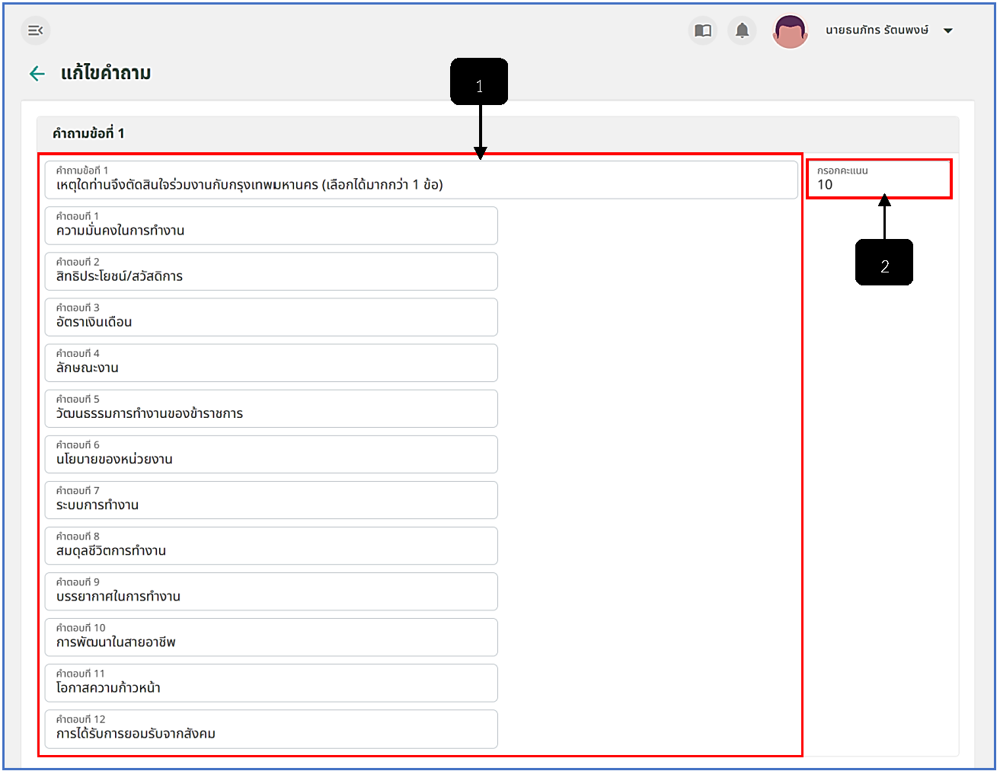 นายธนภัทร รัตนพงษ์
แก้ไขคำถาม
1
คำถามข้อที่ 1
คำถามข้อที่ 1
เหตุใดท่านจึงตัดสินใจร่วมงานกับกรุงเทพมหานคร (เลือกได้มากกว่า 1 ข้อ)
กรอกคะแนน
10
2
คำตอบที่ 1
ความมั่นคงในการทำงาน
คำตอบที่ 2
สิทธิประโยชน์/สวัสดิการ
คำตอบที่ 3
อัตราเงินเดือน
คำตอบที่ 4
ลักษณะงาน
คำตอบที่ 5
วัฒนธรรมการทำงานของข้าราชการ
คำตอบที่ 6
นโยบายของหน่วยงาน
คำตอบที่ 7
ระบบการทำงาน
คำตอบที่ 8
สมดุลชีวิตการทำงาน
คำตอบที่ 9
บรรยากาศในการทำงาน
คำตอบที่ 10
การพัฒนาในสายอาชีพ
คำตอบที่ 11
โอกาสความก้าวหน้า
คำตอบที่ 12
การได้รับการยอมรับจากสังคม